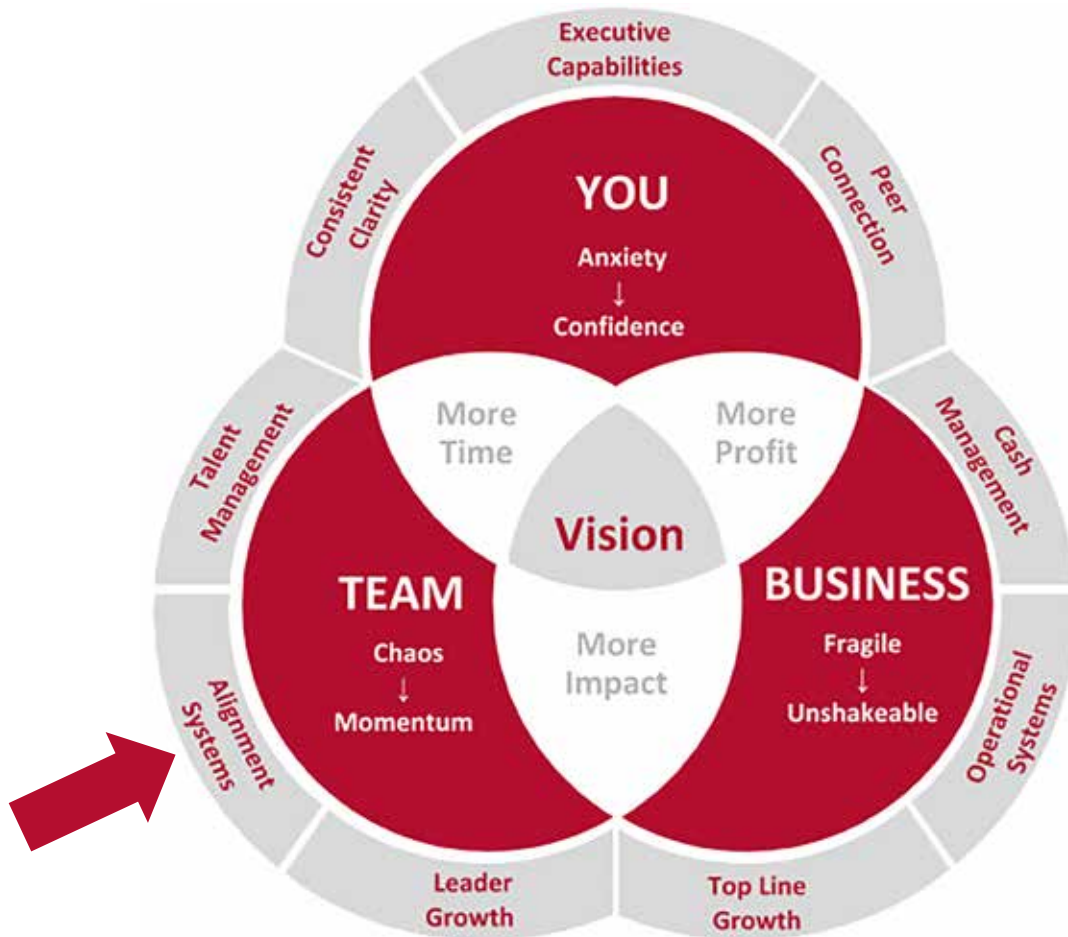 Executive
Capabilities
Consistent
Clarity
Peer
Connection
YOU
Anxiety
↓
Confidence
Talent
Management
More
Time
More
Profit
Cash
Management
Vision
TEAM
Chaos
↓
Momentum
BUSINESS
Fragile
↓
Unshakeable
More
Impact
Alignment
Systems
Operational
Systems
Leader
Growth
Top Line
Growth